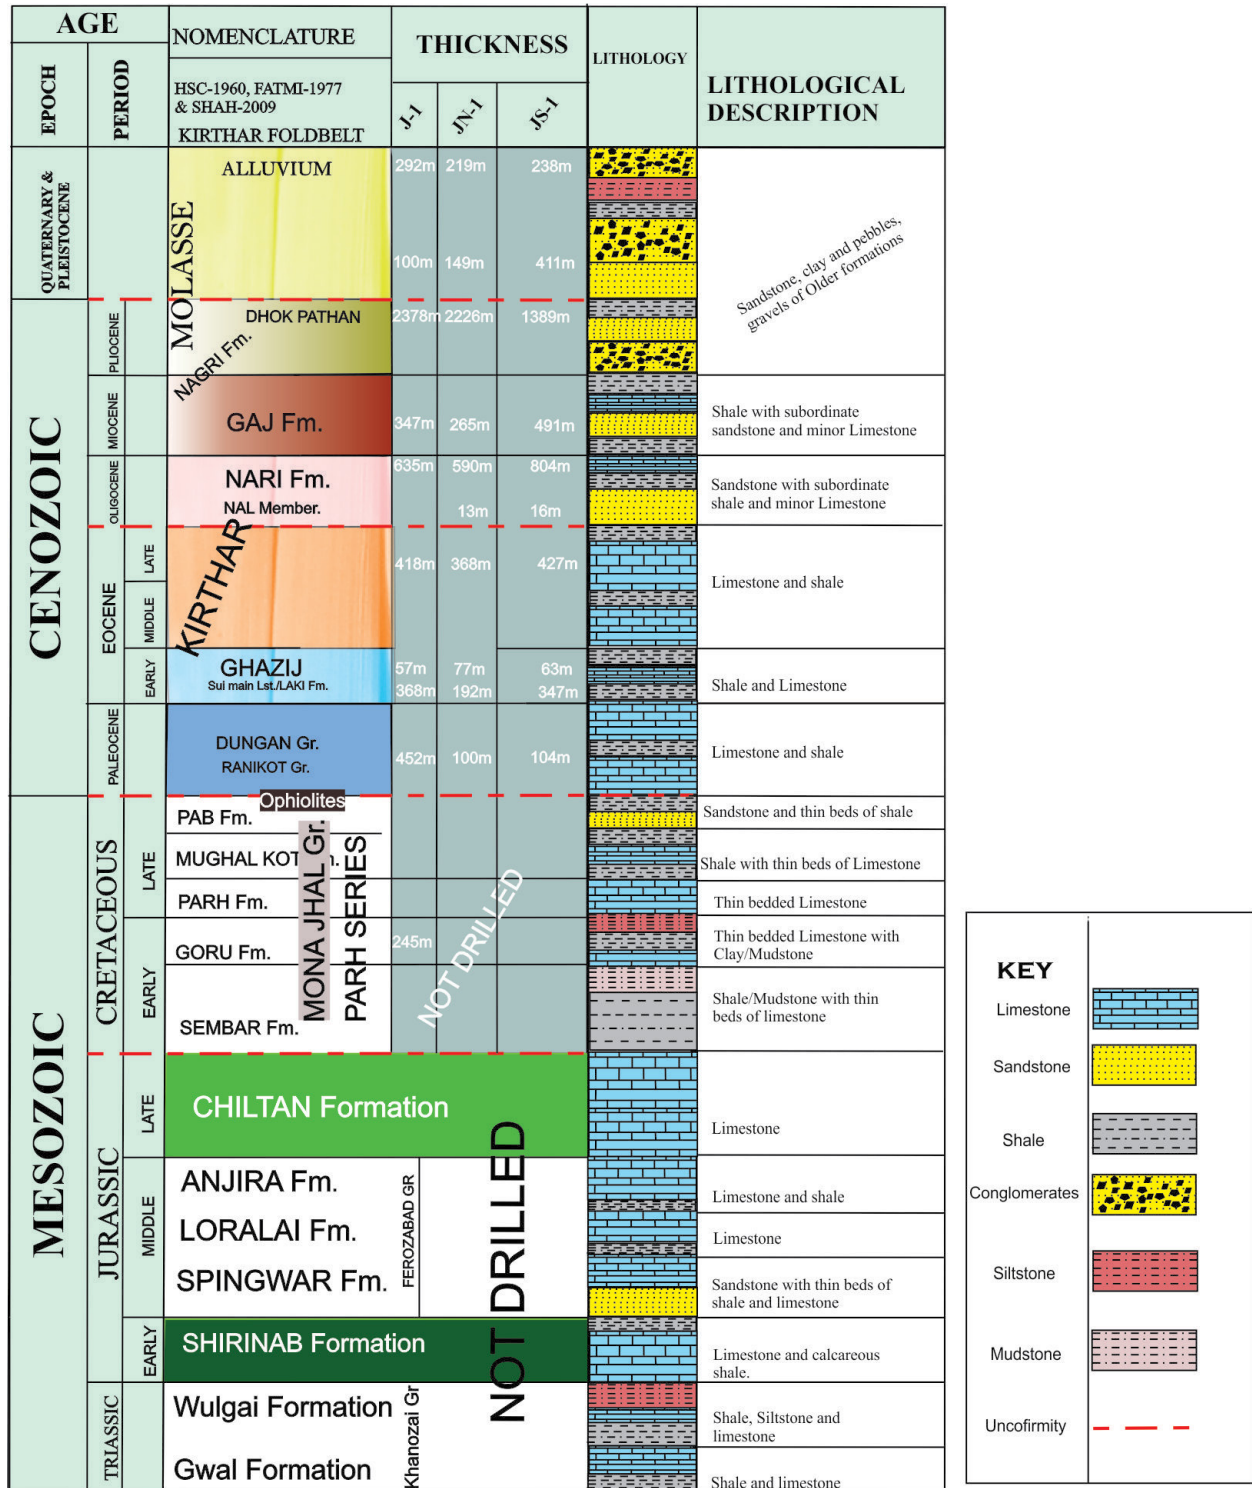 AGE
EPOCH
PERIOD
NOMENCLATURE
HSC-1960, FATMI-1977
& SHAH-2009
KIRTHAR FOLDBELT
THICKNESS
J-1
JN-1
JS-1
LITHOLOGY
LITHOLOGICAL
DESCRIPTION
QUATERNARY &
PLEISTOCENE
MOLASSE
ALLUVIUM
292m 219m 238m
100m 149m 411m
Sandstone, clay and pebbles,
gravels of Older formations
CENOZOIC
PLIOCENE
DHOK PATHAN
NAGRI Fm.
2378m 2226m 1389m
MIOCENE
GAJ Fm.
347m 265m 491m
Shale with subordinate
sandstone and minor Limestone
OLIGOCENE
NARI Fm.
NAL Member.
635m 590m 804m
13m 16m
Sandstone with subordinate
shale and minor Limestone
EOCENE
LATE
MIDDLE
EARLY
KIRTHAR
418m 368m 427m
Limestone and shale
GHAZIJ
Sui main Lst./LAKI Fm.
57m 77m 63m
368m 192m 347m
Shale and Limestone
PALEOCENE
DUNGAN Gr.
RANIKOT Gr.
452m 100m 104m
Limestone and shale
MESOZOIC
CRETACEOUS
LATE
EARLY
Ophiolites
PAB Fm.
Sandstone and thin beds of shale
MUGHAL KOT
Shale with thin beds of Limestone
PARH Fm.
Thin bedded Limestone
GORU Fm.
245m
Thin bedded Limestone with
Clay/Mudstone
SEMBAR Fm.
Shale/Mudstone with thin
beds of limestone
MONA JHAL Gr.
PARH SERIES
NOT DRILLED
JURASSIC
LATE
CHILTAN Formation
Limestone
MIDDLE
ANJIRA Fm.
Limestone and shale
LORALAI Fm.
Limestone
SPINGWAR Fm.
Sandstone with thin beds of
shale and limestone
FEROZABAD GR
NOT DRILLED
EARLY
SHIRINAB Formation
Limestone and calcareous
shale.
TRIASSIC
Wulgai Formation
Shale, Siltstone and
limestone
Gwal Formation
Shale and limestone
Khanozai Gr
KEY
Limestone
Sandstone
Shale
Conglomerates
Siltstone
Mudstone
Uncofirmity